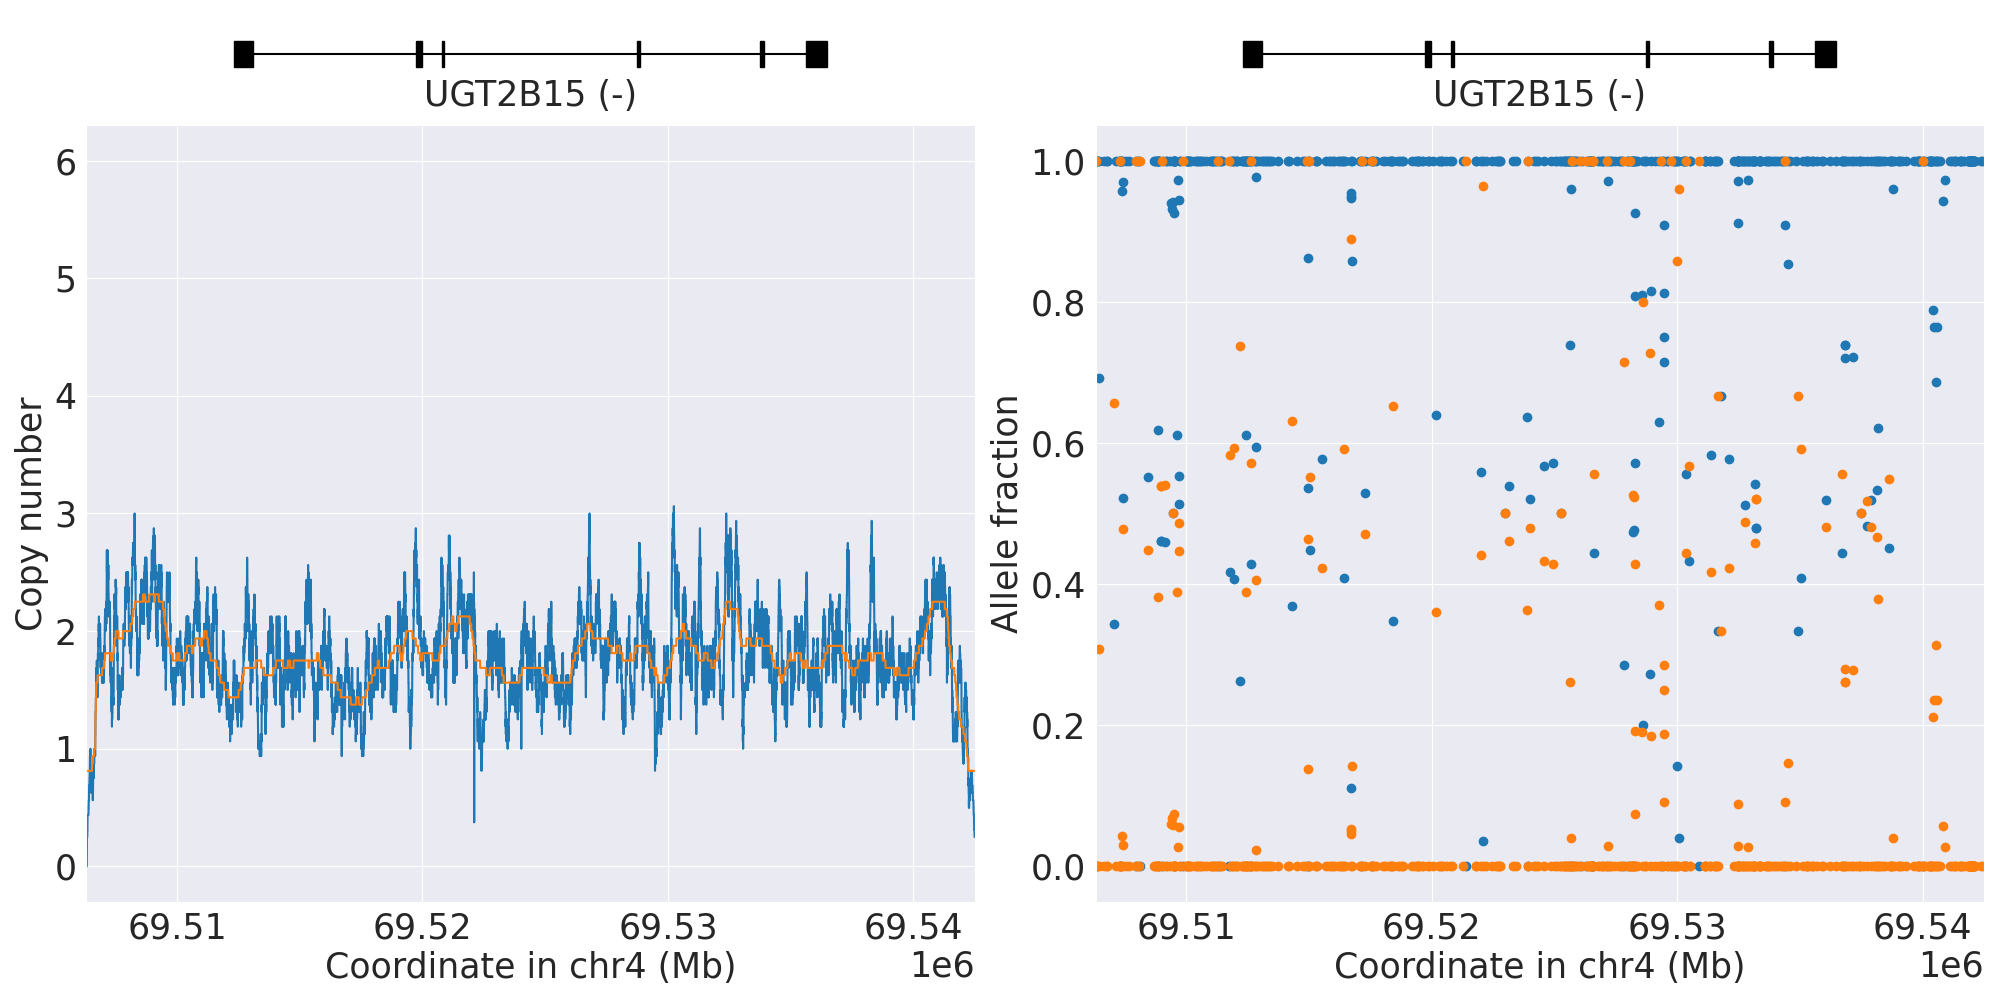 UGT2B15 (-)
UGT2B15 (-)
6
5
4
3
2
1
0
Copy number
69.51 69.52 69.53 69.54
Coordinate in chr4 (Mb) 1e6
1.0
0.8
0.6
0.4
0.2
0.0
Allele fraction
69.51 69.52 69.53 69.54
Coordinate in chr4 (Mb) 1e6